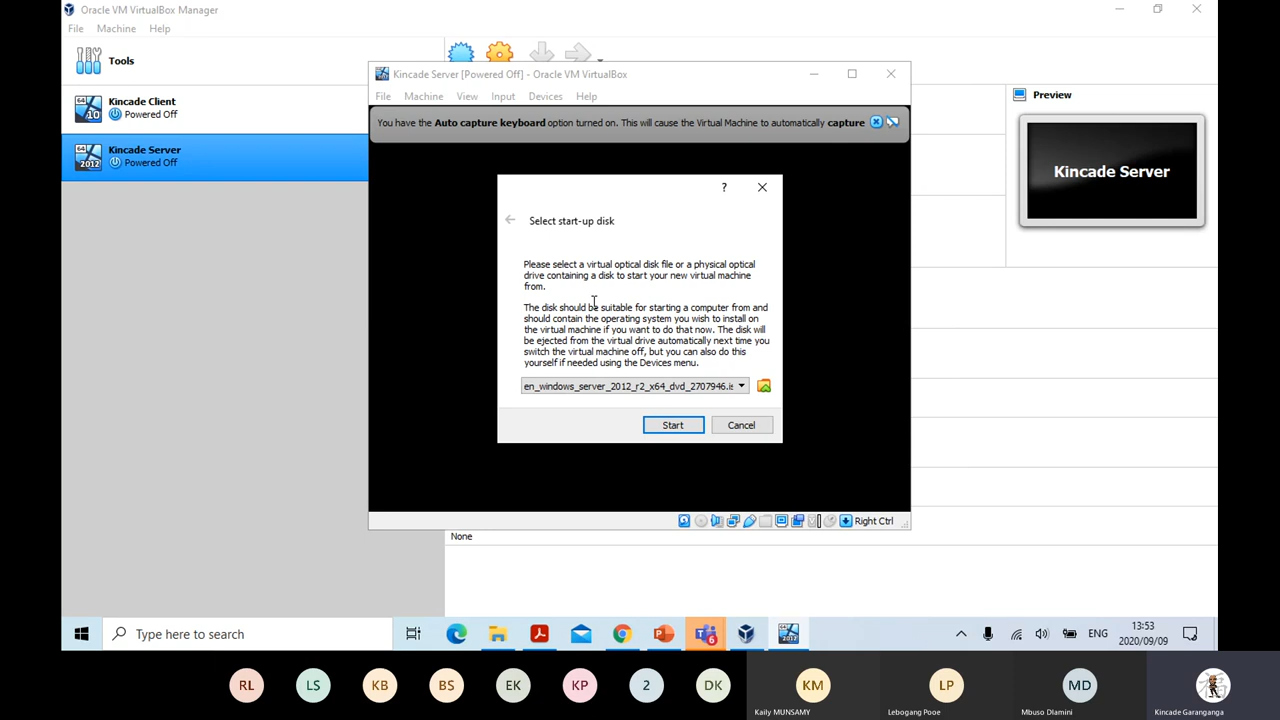 Oracle VM VirtualBox Manager
File Machine Help
Tools
Kincade Client
Powered Off
Kincade Server
Powered Off
64
10
64
2012
Kincade Server [Powered Off] - Oracle VM VirtualBox
File Machine View Input Devices Help
You have the Auto capture keyboard option turned on. This will cause the Virtual Machine to automatically capture
?
Select start-up disk
Please select a virtual optical disk file or a physical optical
drive containing a disk to start your new virtual machine
from.
The disk should be suitable for starting a computer from and
should contain the operating system you wish to install on
the virtual machine if you want to do that now. The disk will
be ejected from the virtual drive automatically next time you
switch the virtual machine off, but you can also do this
yourself if needed using the Devices menu.
en_windows_server_2012_r2_x64_dvd_2707946.is
Start Cancel
Right Ctrl
Preview
Kincade Server
None
Type here to search
6
ENG
13:53
2020/09/09
RL LS KB BS EK KP 2 DK KM LP MD
Kaily MUNSAMY Lebogang Pooe Mbuso Dlamini Kincade Garanganga